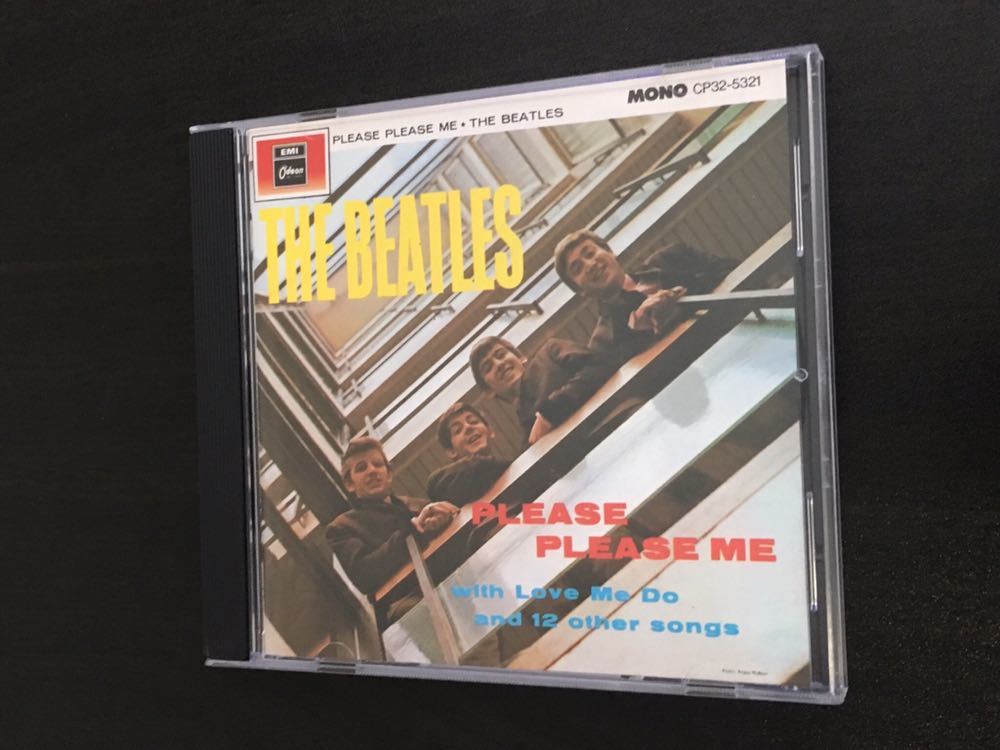 MONO CP32-5321
PLEASE PLEASE ME • THE BEATLES
EMI
Odeon
THE BEATLES
PLEASE
PLEASE ME
with Love Me Do
and 12 other songs